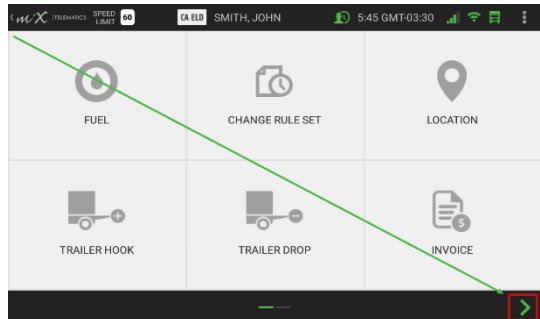 miX TELEMATICS SPEED LIMIT 60 CA ELD SMITH, JOHN 5:45 GMT-03:30
FUEL CHANGE RULE SET LOCATION
TRAILER HOOK TRAILER DROP INVOICE